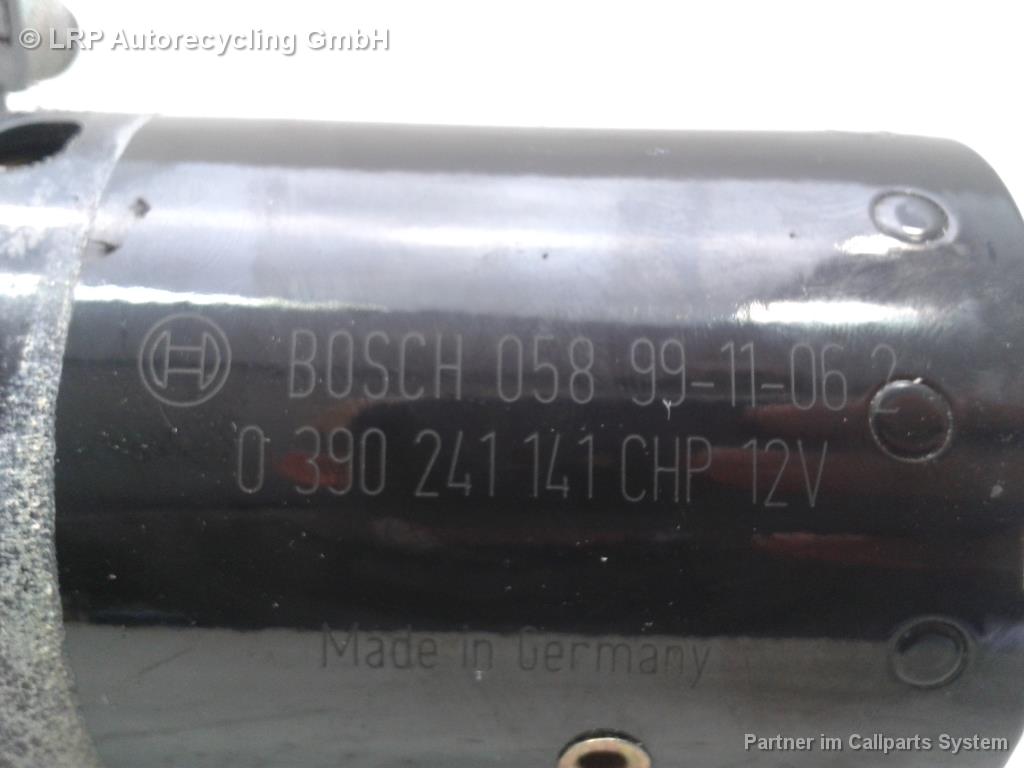 © LRP Autorecycling GmbH
BOSCH 058 99-11-06 2
0 390 241 141 CHP 12V
Made in Germany
Partner im Callparts System